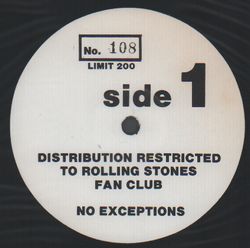 No. 108
LIMIT 200
side 1
DISTRIBUTION RESTRICTED
TO ROLLING STONES
FAN CLUB
NO EXCEPTIONS